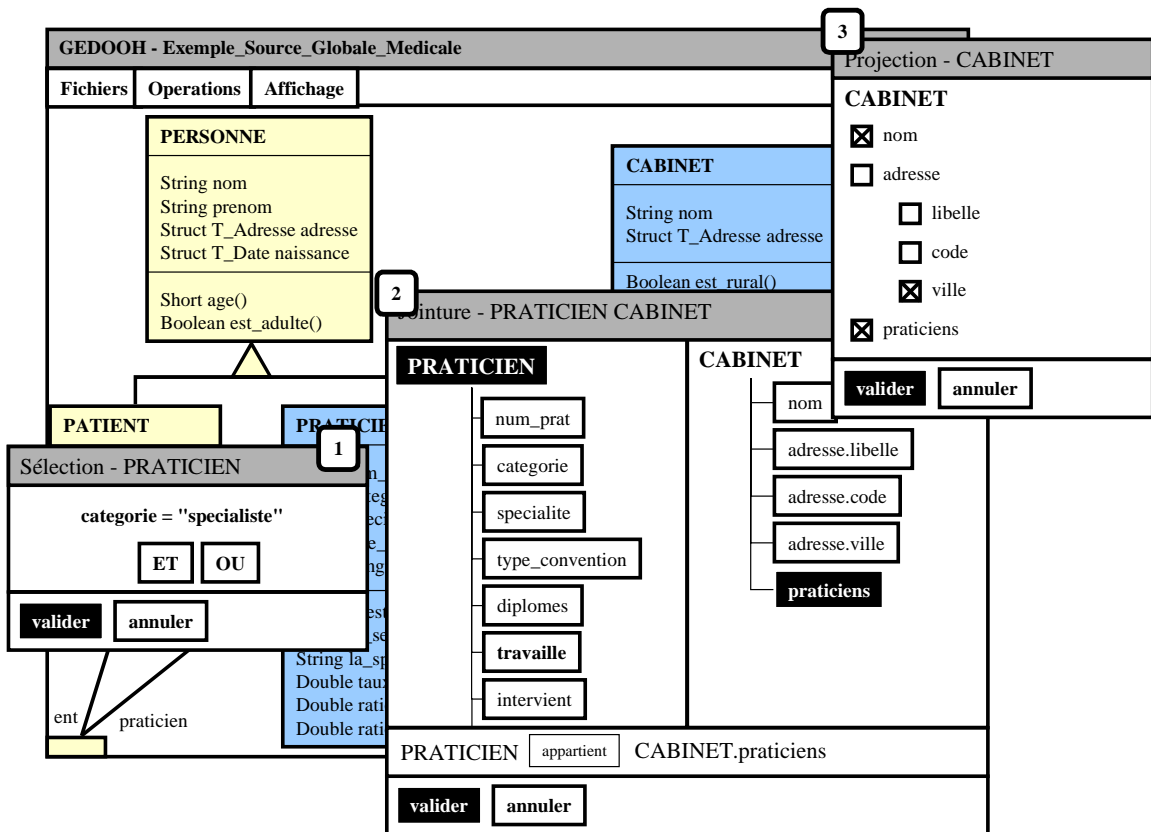 GEDOOH - Exemple_Source_Globale_Medicale
Fichiers Operations Affichage
PERSONNE
String nom
String prenom
Struct T_Adresse adresse
Struct T_Date naissance
Short age()
Boolean est_adulte()
CABINET
String nom
Struct T_Adresse adresse
Boolean est_rural()
PATIENT
String la_sp
Double taux
Double rati
Double rati
ent
praticien
1
Sélection - PRATICIEN
categorie = "specialiste"
ET OU
valider annuler
2
Jointure - PRATICIEN CABINET
PRATICIEN
num_prat
categorie
specialite
type_convention
diplomes
travaille
intervient
CABINET
nom
adresse.libelle
adresse.code
adresse.ville
praticiens
PRATICIEN appartient CABINET.praticiens
valider annuler
3
Projection - CABINET
CABINET
nom
adresse
libelle
code
ville
praticiens
valider annuler